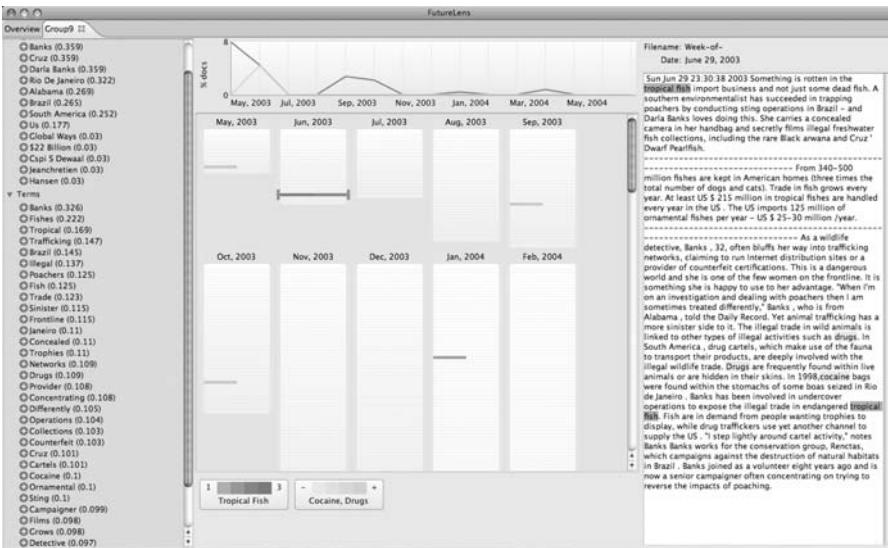 FutureLens
Overview Group9
Banks (0.359)
Cruz (0.359)
Darla Banks (0.359)
Rio De Janeiro (0.322)
Alabama (0.269)
Brazil (0.265)
South America (0.252)
Us (0.177)
Global Ways (0.03)
$22 Billion (0.03)
Cspi S Dewaal (0.03)
Jeanchretien (0.03)
Hansen (0.03)
Terms
Banks (0.326)
Fishes (0.222)
Tropical (0.169)
Trafficking (0.147)
Brazil (0.145)
Illegal (0.137)
Poachers (0.125)
Fish (0.125)
Trade (0.123)
Sinister (0.115)
Frontline (0.115)
Janeiro (0.11)
Concealed (0.11)
Trophies (0.11)
Networks (0.109)
Drugs (0.109)
Provider (0.108)
Concentrating (0.108)
Differently (0.105)
Operations (0.104)
Collections (0.103)
Counterfeit (0.103)
Cruz (0.101)
Cartels (0.101)
Cocaine (0.1)
Ornamental (0.1)
Sting (0.1)
Campaigner (0.099)
Films (0.098)
Grows (0.098)
Detective (0.097)
8
% docs
0
May, 2003 Jul, 2003 Sep, 2003 Nov, 2003 Jan, 2004 Mar, 2004 May, 2004
May, 2003 Jun, 2003 Jul, 2003 Aug, 2003 Sep, 2003
Oct, 2003 Nov, 2003 Dec, 2003 Jan, 2004 Feb, 2004
1 3
Tropical Fish
- +
Cocaine, Drugs
Filename: Week-of-
Date: June 29, 2003
Sun Jun 29 23:30:38 2003 Something is rotten in the
tropical fish import business and not just some dead fish. A
southern environmentalist has succeeded in trapping
poachers by conducting sting operations in Brazil - and
Darla Banks loves doing this. She carries a concealed
camera in her handbag and secretly films illegal freshwater
fish collections, including the rare Black arwana and Cruz '
Dwarf Pearlfish.
From 340-500
million fishes are kept in American homes (three times the
total number of dogs and cats). Trade in fish grows every
year. At least US $ 215 million in tropical fishes are handled
every year in the US . The US imports 125 million of
ornamental fishes per year - US $ 25-30 million /year.
As a wildlife
detective, Banks , 32, often bluffs her way into trafficking
networks, claiming to run Internet distribution sites or a
provider of counterfeit certifications. This is a dangerous
world and she is one of the few women on the frontline. It is
something she is happy to use to her advantage. "When I'm
on an investigation and dealing with poachers then I am
sometimes treated differently," Banks , who is from
Alabama , told the Daily Record. Yet animal trafficking has a
more sinister side to it. The illegal trade in wild animals is
linked to other types of illegal activities such as drugs. In
South America , drug cartels, which make use of the fauna
to transport their products, are deeply involved with the
illegal wildlife trade. Drugs are frequently found within live
animals or are hidden in their skins. In 1998,cocaine bags
were found within the stomachs of some boas seized in Rio
de Janeiro . Banks has been involved in undercover
operations to expose the illegal trade in endangered tropical
fish. Fish are in demand from people wanting trophies to
display, while drug traffickers use yet another channel to
supply the US . "I step lightly around cartel activity," notes
Banks Banks works for the conservation group, Renctas,
which campaigns against the destruction of natural habitats
in Brazil . Banks joined as a volunteer eight years ago and is
now a senior campaigner often concentrating on trying to
reverse the impacts of poaching.